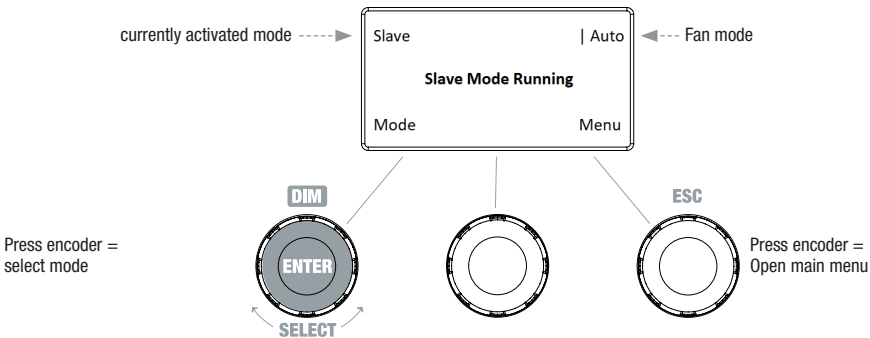 currently activated mode
Slave
| Auto
Fan mode
Slave Mode Running
Mode
Menu
DIM
ESC
Press encoder =
select mode
ENTER
Press encoder =
Open main menu
SELECT